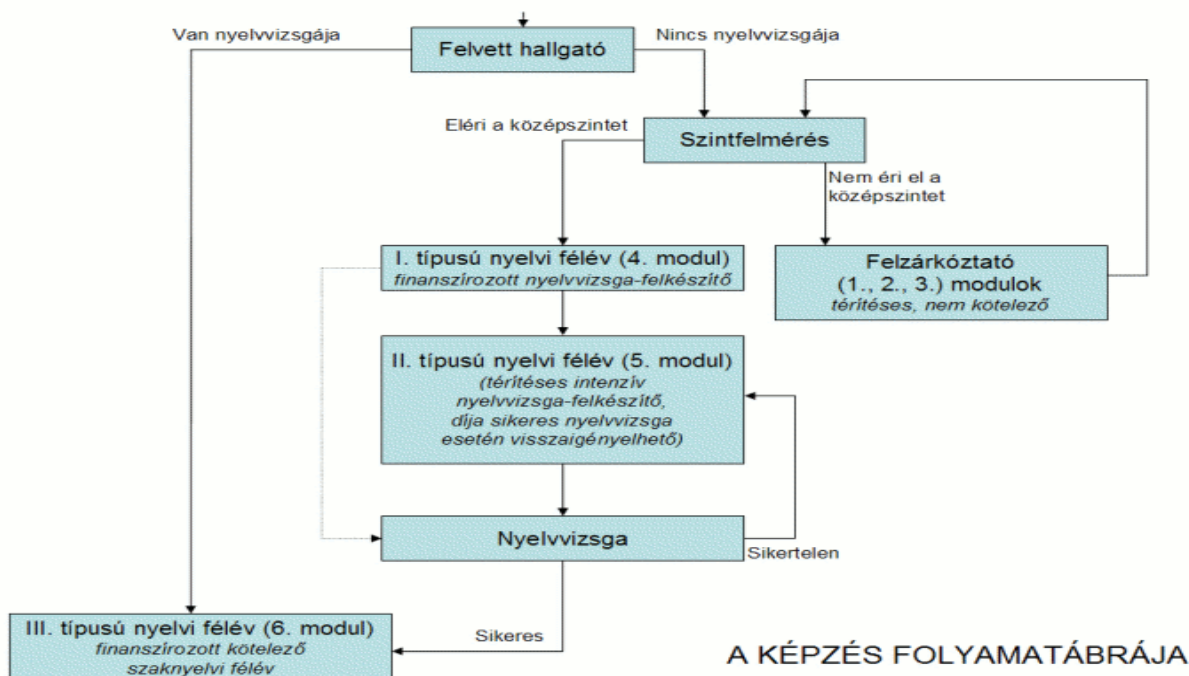 Van nyelvvizsgája
Felvett hallgató
Nincs nyelvvizsgája
Eléri a középszintet
Szintfelmérés
Nem éri el a
középszintet
I. típusú nyelvi félév (4. modul)
finanszírozott nyelvvizsga-felkészítő
Felzárkóztató
(1., 2., 3.) modulok
térítéses, nem kötelező
II. típusú nyelvi félév (5. modul)
(térítéses intenzív
nyelvvizsga-felkészítő,
díja sikeres nyelvvizsga
esetén visszaigényelhető)
Nyelvvizsga
Sikertelen
III. típusú nyelvi félév (6. modul)
finanszírozott kötelező
szaknyelvi félév
Sikeres
A KÉPZÉS FOLYAMATÁBRÁJA